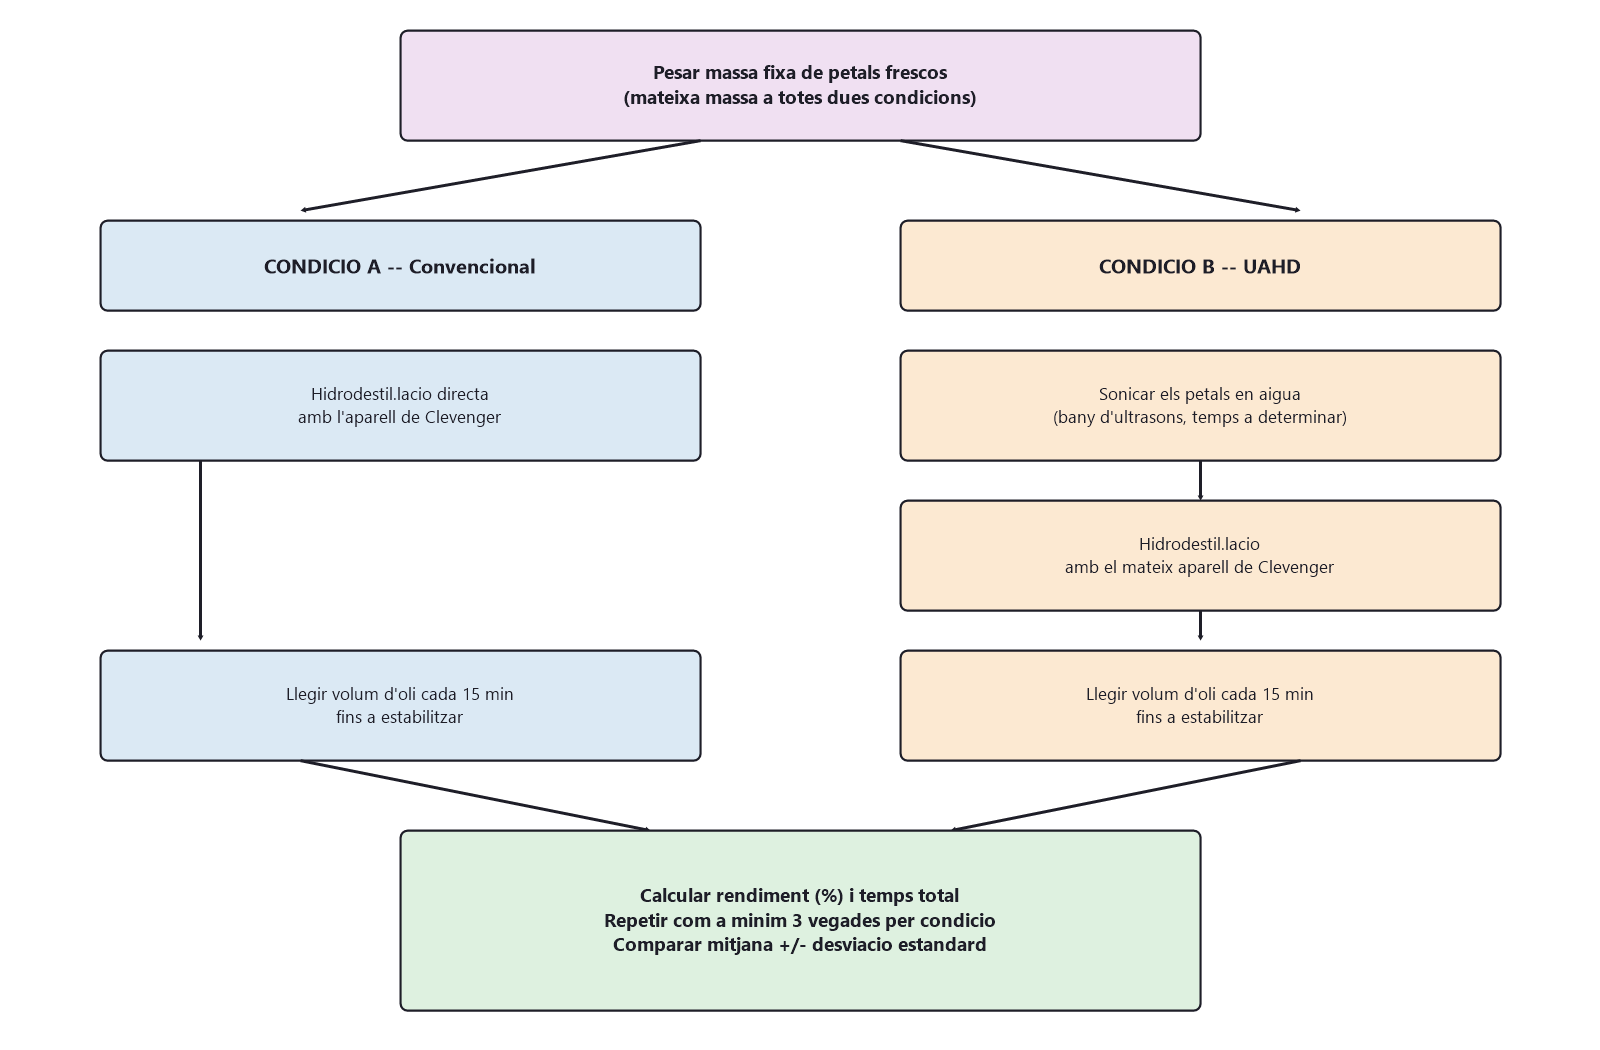 Pesar massa fixa de petals frescos
(mateixa massa a totes dues condicions)
CONDICIO A -- Convencional
Hidrodestil.lacio directa
amb l'aparell de Clevenger
Llegir volum d'oli cada 15 min
fins a estabilitzar
CONDICIO B -- UAHD
Sonicar els petals en aigua
(bany d'ultrasons, temps a determinar)
Hidrodestil.lacio
amb el mateix aparell de Clevenger
Llegir volum d'oli cada 15 min
fins a estabilitzar
Calcular rendiment (%) i temps total
Repetir com a minim 3 vegades per condicio
Comparar mitjana +/- desviacio estandard